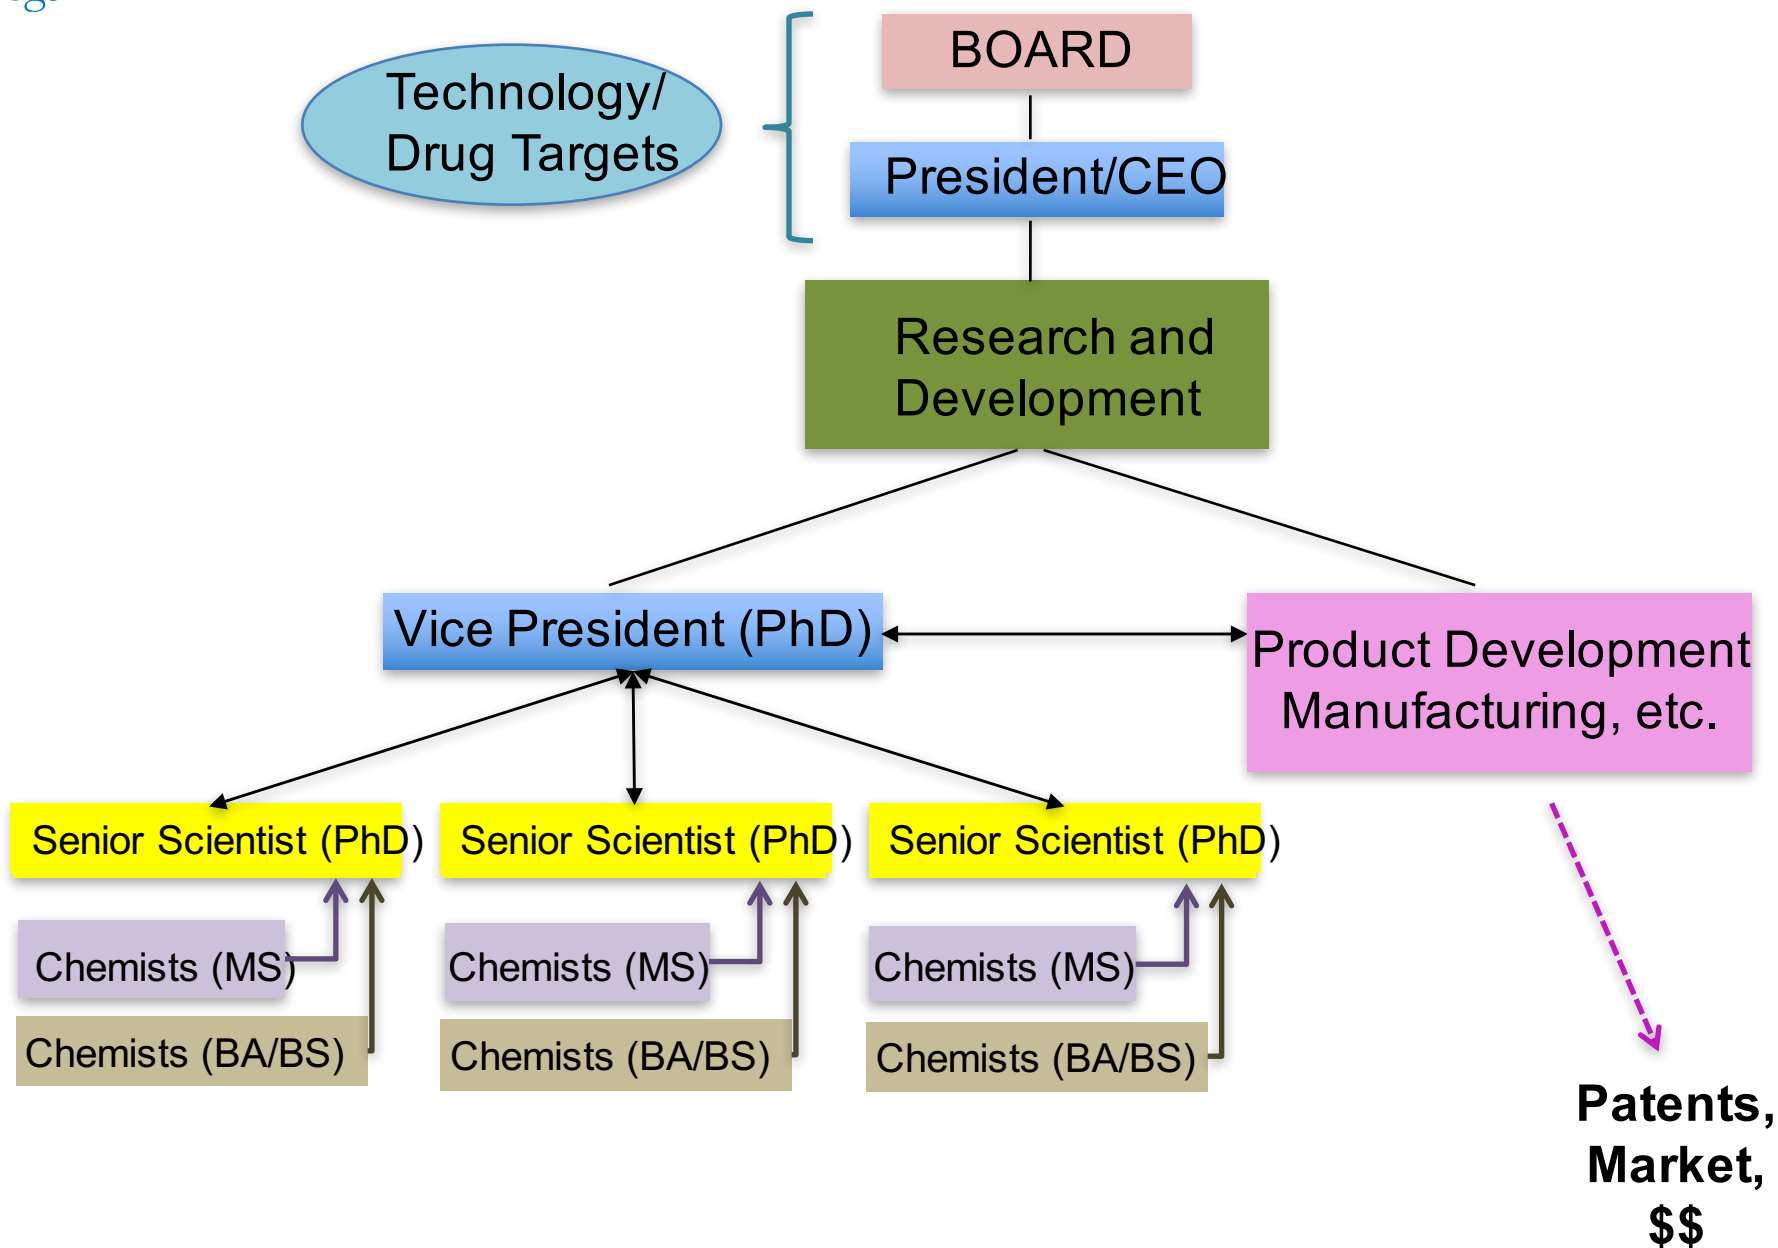 BOARD
Technology/
Drug Targets
President/CEO
Research and
Development
Vice President (PhD)
Product Development
Manufacturing, etc.
Senior Scientist (PhD)
Senior Scientist (PhD)
Senior Scientist (PhD)
Chemists (MS)
Chemists (MS)
Chemists (MS)
Chemists (BA/BS)
Chemists (BA/BS)
Chemists (BA/BS)
Patents,
Market,
$$